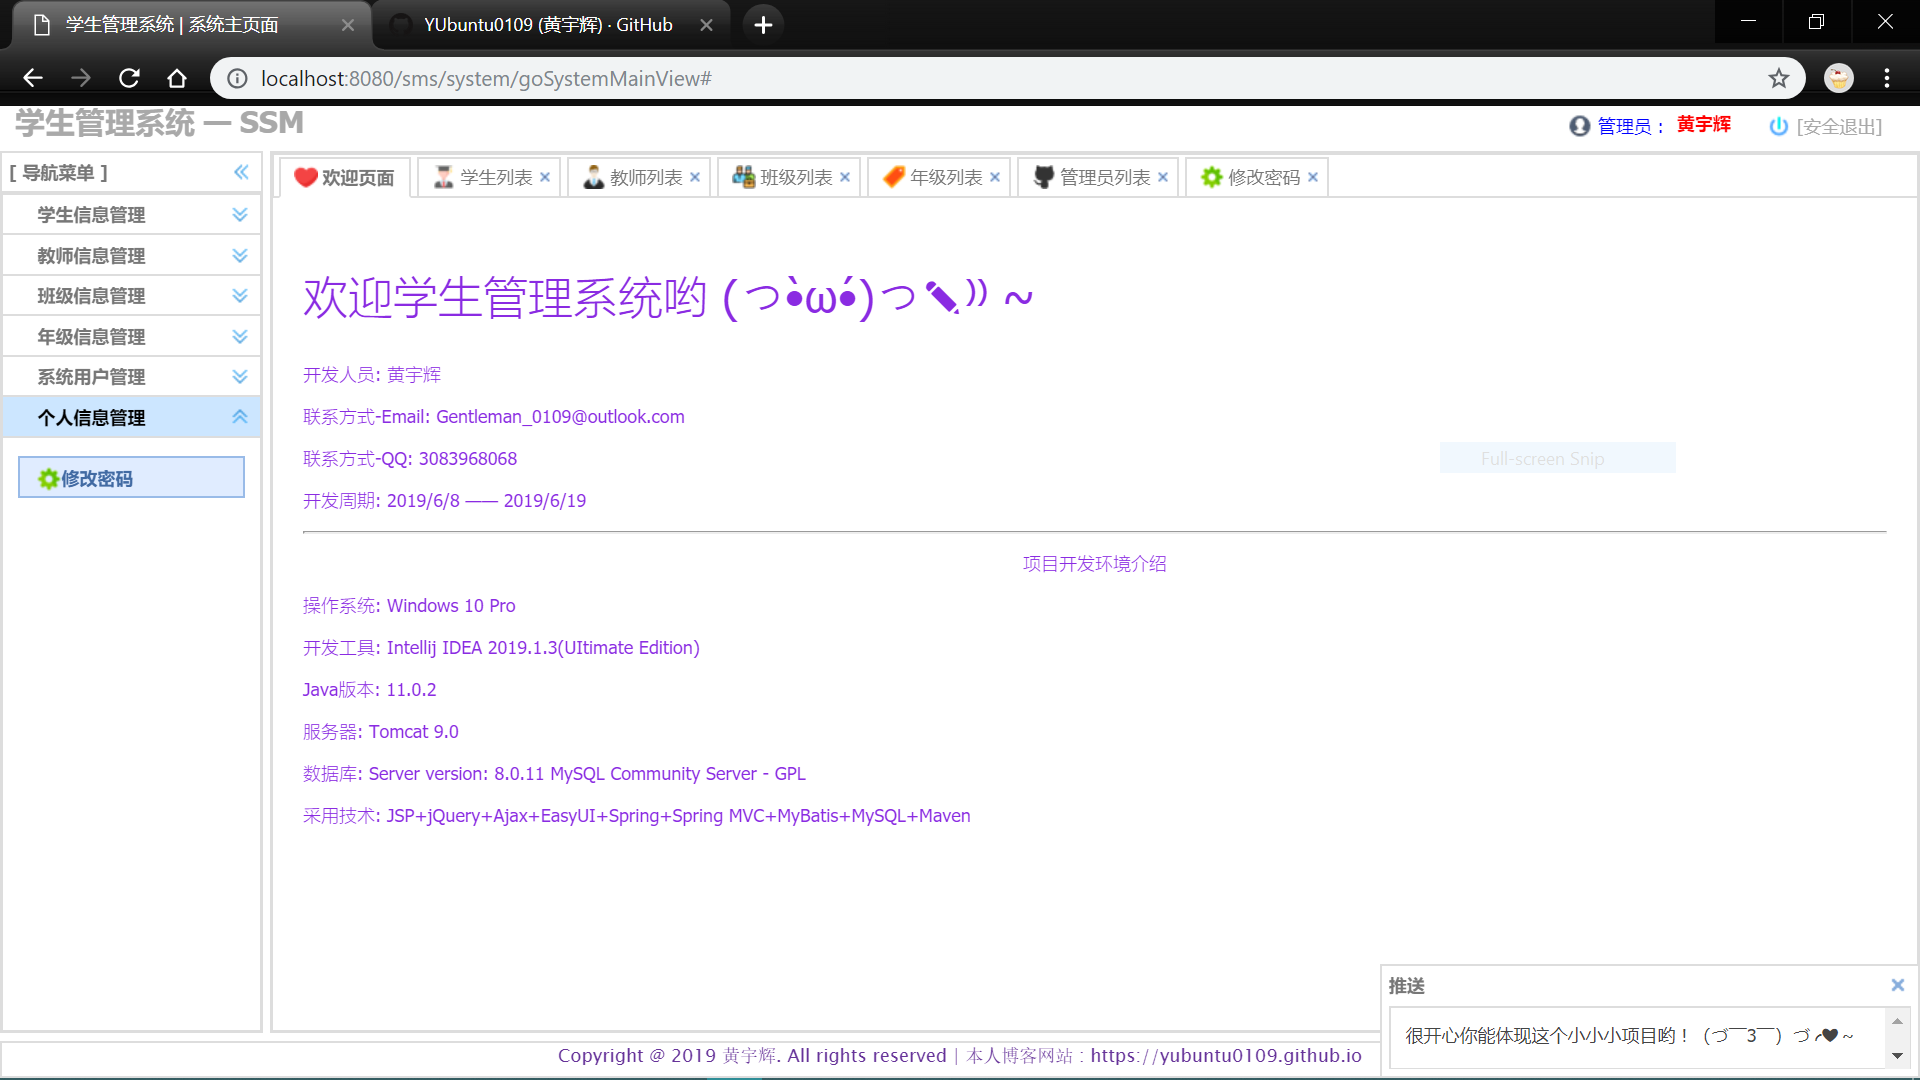 学生管理系统 | 系统主页面
YUbuntu0109 (黄宇辉) · GitHub
localhost:8080/sms/system/goSystemMainView#
学生管理系统 — SSM
管理员： 黄宇辉 [安全退出]
[ 导航菜单 ]
学生信息管理
教师信息管理
班级信息管理
年级信息管理
系统用户管理
个人信息管理
修改密码
欢迎页面 学生列表 教师列表 班级列表 年级列表 管理员列表 修改密码
欢迎学生管理系统哟 (っ•̀ω•́)っ✎⁾⁾ ~
开发人员: 黄宇辉
联系方式-Email: Gentleman_0109@outlook.com
联系方式-QQ: 3083968068
开发周期: 2019/6/8 —— 2019/6/19
Full-screen Snip
项目开发环境介绍
操作系统: Windows 10 Pro
开发工具: Intellij IDEA 2019.1.3(UItimate Edition)
Java版本: 11.0.2
服务器: Tomcat 9.0
数据库: Server version: 8.0.11 MySQL Community Server - GPL
采用技术: JSP+jQuery+Ajax+EasyUI+Spring+Spring MVC+MyBatis+MySQL+Maven
推送
很开心你能体现这个小小小项目哟！（づ￣3￣）づ╭❤～
Copyright @ 2019 黄宇辉. All rights reserved | 本人博客网站 : https://yubuntu0109.github.io